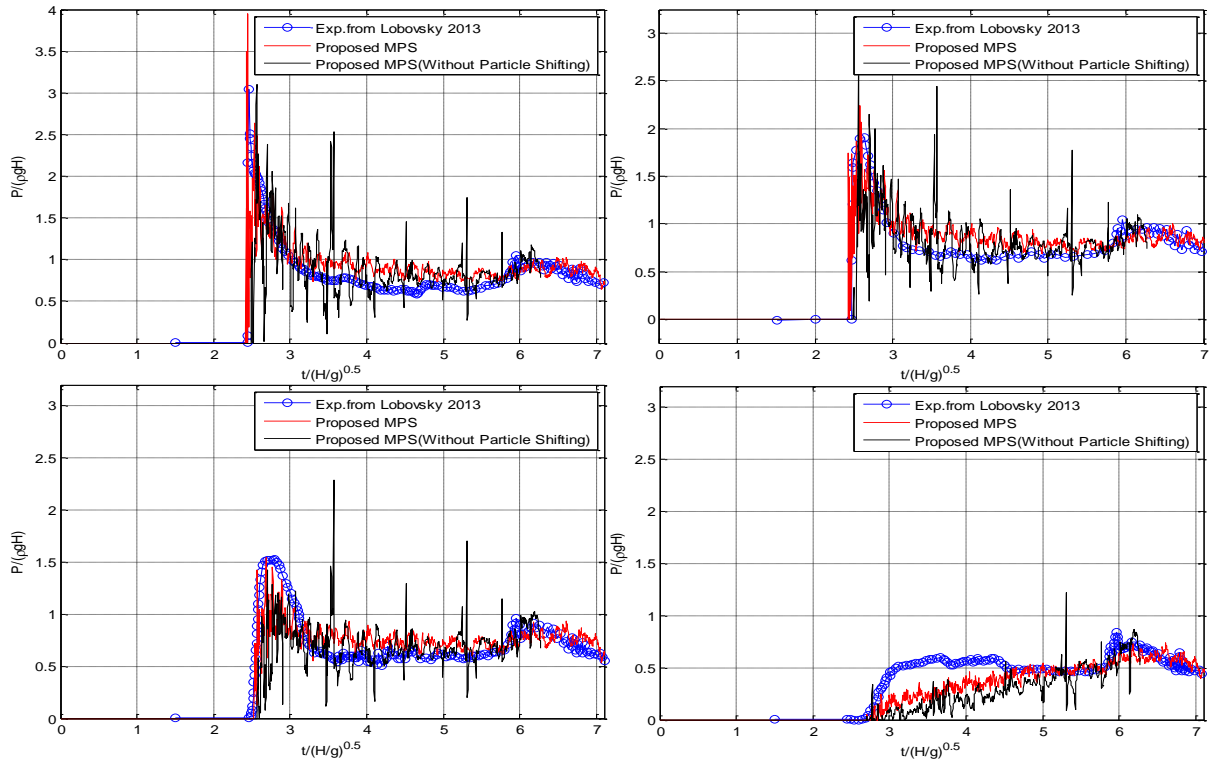 4
3.5
3
2.5
2
1.5
1
0.5
0
P/(ρgH)
Exp.from Lobovsky 2013
Proposed MPS
Proposed MPS(Without Particle Shifting)
0 1 2 3 4 5 6 7
t/(H/g)^0.5
3
2.5
2
1.5
1
0.5
0
P/(ρgH)
Exp.from Lobovsky 2013
Proposed MPS
Proposed MPS(Without Particle Shifting)
0 1 2 3 4 5 6 7
t/(H/g)^0.5
3
2.5
2
1.5
1
0.5
0
P/(ρgH)
Exp.from Lobovsky 2013
Proposed MPS
Proposed MPS(Without Particle Shifting)
0 1 2 3 4 5 6 7
t/(H/g)^0.5
3
2.5
2
1.5
1
0.5
0
P/(ρgH)
Exp.from Lobovsky 2013
Proposed MPS
Proposed MPS(Without Particle Shifting)
0 1 2 3 4 5 6 7
t/(H/g)^0.5